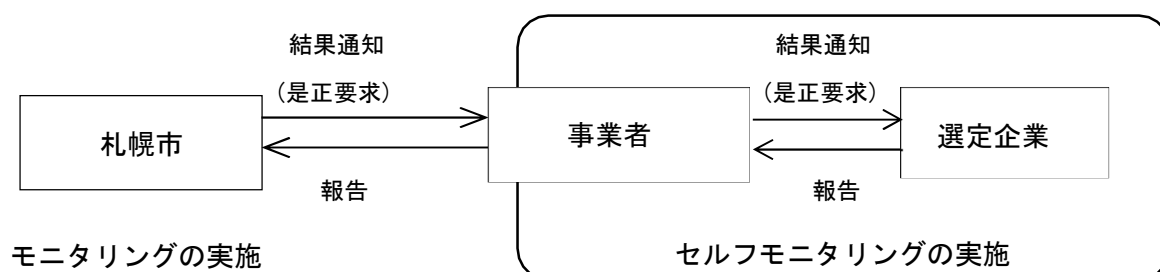 結果通知
(是正要求)
結果通知
(是正要求)
札幌市
事業者
選定企業
報告
報告
モニタリングの実施
セルフモニタリングの実施